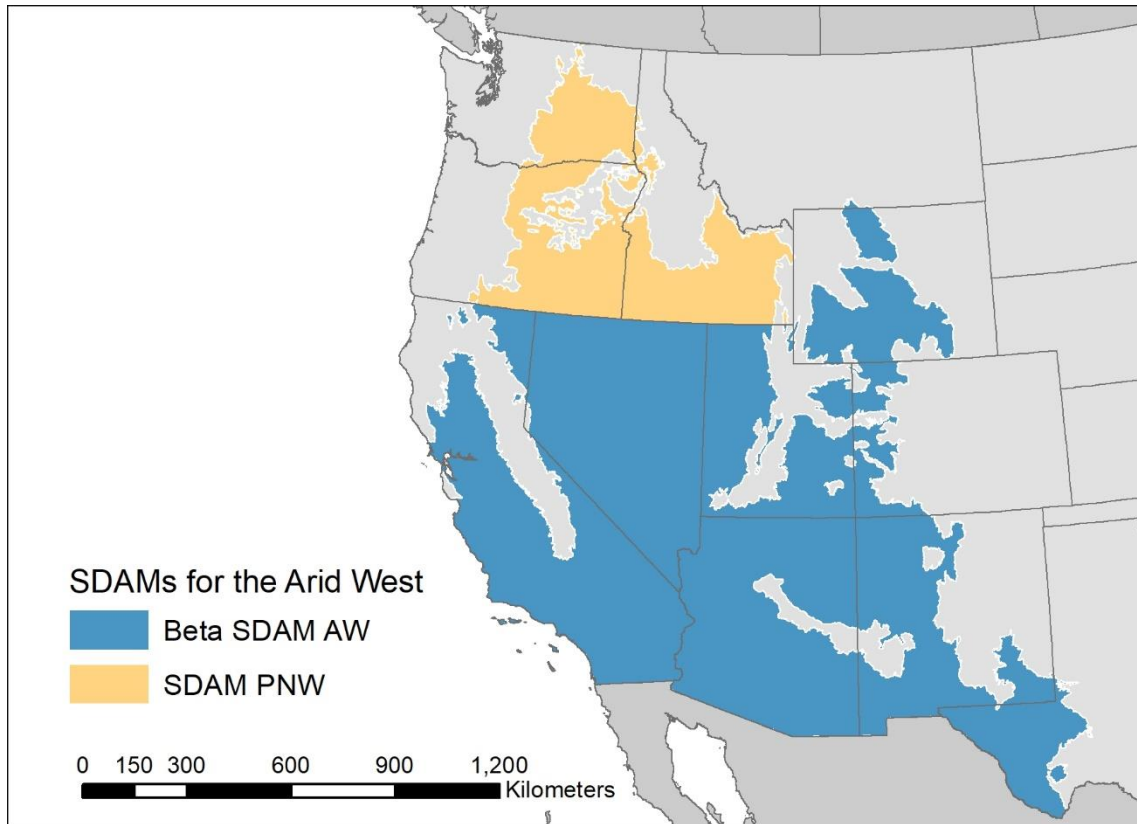 SDAMs for the Arid West
Beta SDAM AW
SDAM PNW
0 150 300 600 900 1,200
Kilometers